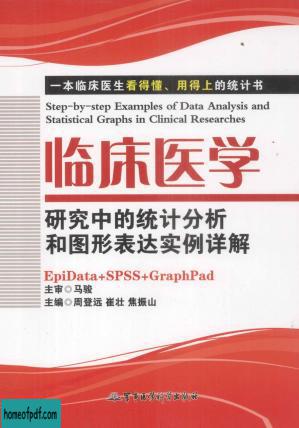 一本临床医生看得懂、用得上的统计书
Step-by-step Examples of Data Analysis and
Statistical Graphs in Clinical Researches
临床医学
研究中的统计分析
和图形表达实例详解
EpiData+SPSS+GraphPad
主审 马骏
主编 周登远 崔壮 焦振山
homeofpdf.com